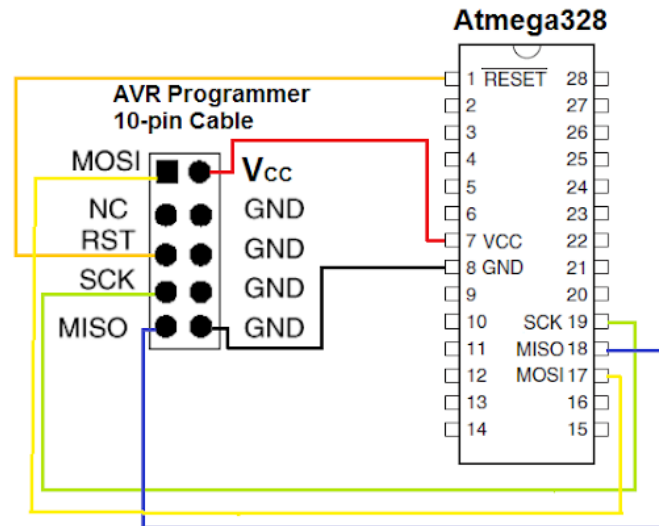 Atmega328
AVR Programmer
10-pin Cable
MOSI VCC
NC GND
RST GND
SCK GND
MISO GND
1 RESET 28
2 27
3 26
4 25
5 24
6 23
7 VCC 22
8 GND 21
9 20
10 SCK 19
11 MISO 18
12 MOSI 17
13 16
14 15